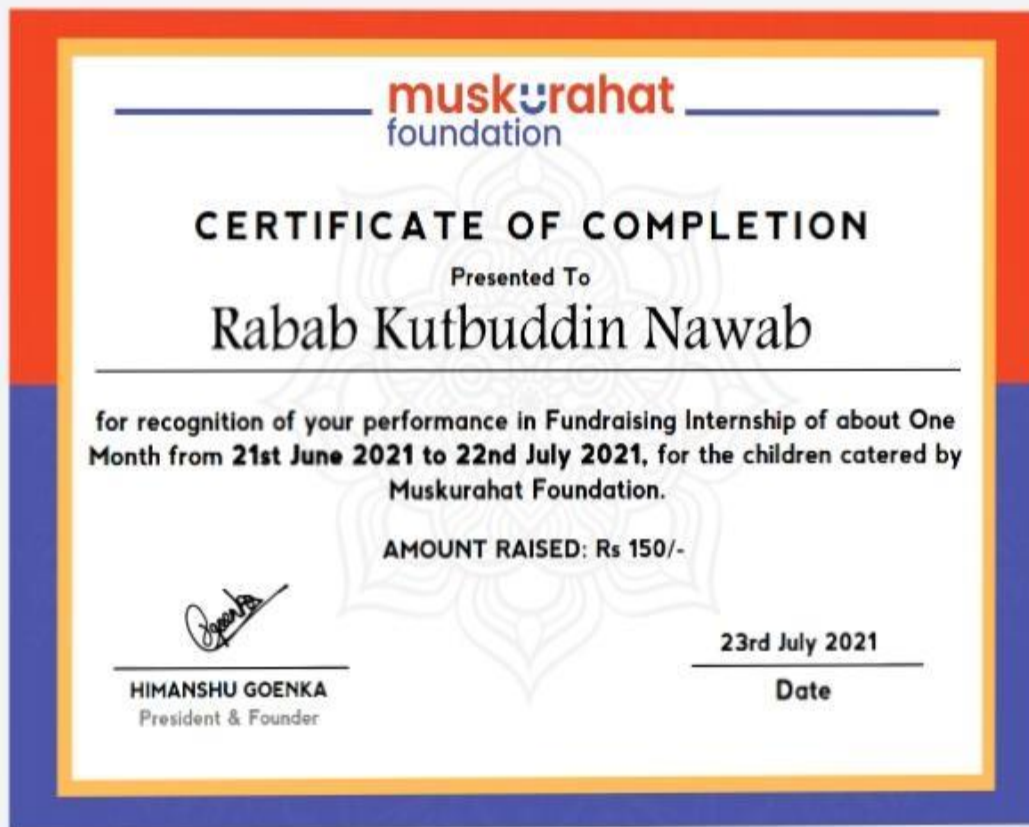 muskurahat
foundation
CERTIFICATE OF COMPLETION
Presented To
Rabab Kutbuddin Nawab
for recognition of your performance in Fundraising Internship of about One
Month from 21st June 2021 to 22nd July 2021, for the children catered by
Muskurahat Foundation.
AMOUNT RAISED: Rs 150/-
23rd July 2021
HIMANSHU GOENKA
Date
President & Founder